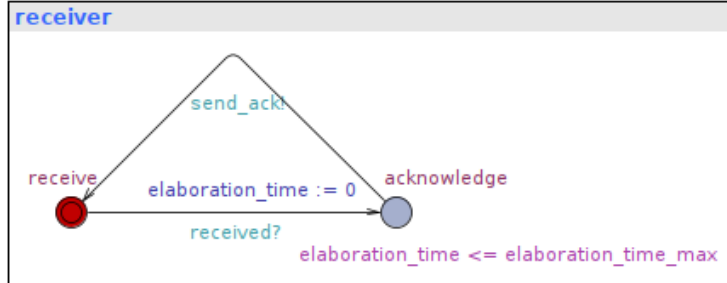 receiver
send_ack!
receive
acknowledge
elaboration_time := 0
received?
elaboration_time <= elaboration_time_max